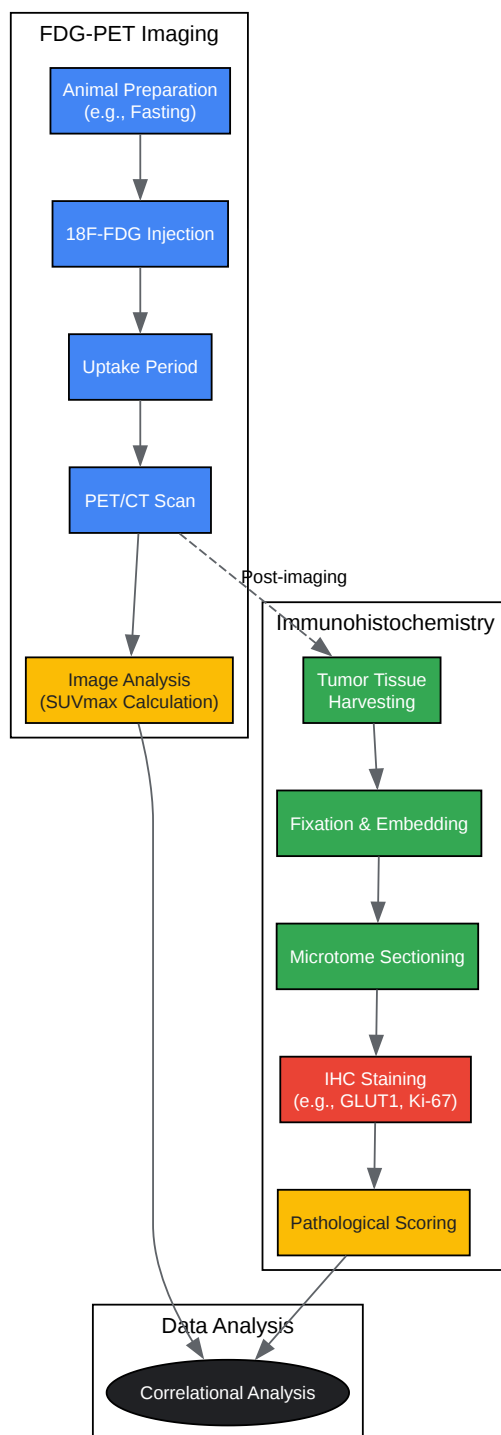 FDG-PET Imaging
Animal Preparation
(e.g., Fasting)
18F-FDG Injection
Uptake Period
PET/CT Scan
Post-imaging
Image Analysis
(SUVmax Calculation)
Immunohistochemistry
Tumor Tissue
Harvesting
Fixation & Embedding
Microtome Sectioning
IHC Staining
(e.g., GLUT1, Ki-67)
Pathological Scoring
Data Analysis
Correlational Analysis